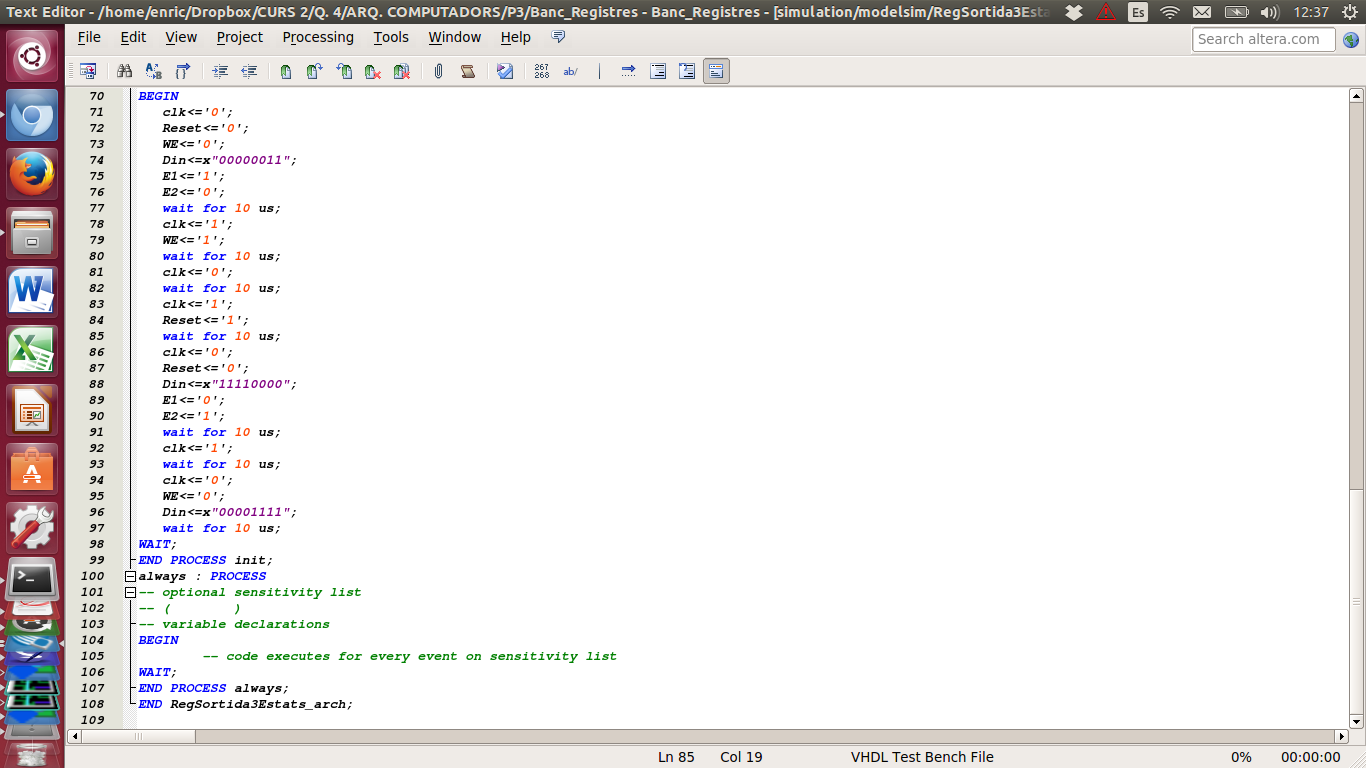 Text Editor - /home/enric/Dropbox/CURS 2/Q. 4/ARQ. COMPUTADORS/P3/Banc_Registres - Banc_Registres - [simulation/modelsim/RegSortida3Esta
Es
12:37
File Edit View Project Processing Tools Window Help
Search altera.com
267
268
ab/
70 BEGIN
71 clk<='0';
72 Reset<='0';
73 WE<='0';
74 Din<=x"00000011";
75 E1<='1';
76 E2<='0';
77 wait for 10 us;
78 clk<='1';
79 WE<='1';
80 wait for 10 us;
81 clk<='0';
82 wait for 10 us;
83 clk<='1';
84 Reset<='1';
85 wait for 10 us;
86 clk<='0';
87 Reset<='0';
88 Din<=x"11110000";
89 E1<='0';
90 E2<='1';
91 wait for 10 us;
92 clk<='1';
93 wait for 10 us;
94 clk<='0';
95 WE<='0';
96 Din<=x"00001111";
97 wait for 10 us;
98 WAIT;
99 END PROCESS init;
100 always : PROCESS
101 -- optional sensitivity list
102 -- (        )
103 -- variable declarations
104 BEGIN
105 -- code executes for every event on sensitivity list
106 WAIT;
107 END PROCESS always;
108 END RegSortida3Estats_arch;
109
Ln 85 Col 19 VHDL Test Bench File 0% 00:00:00